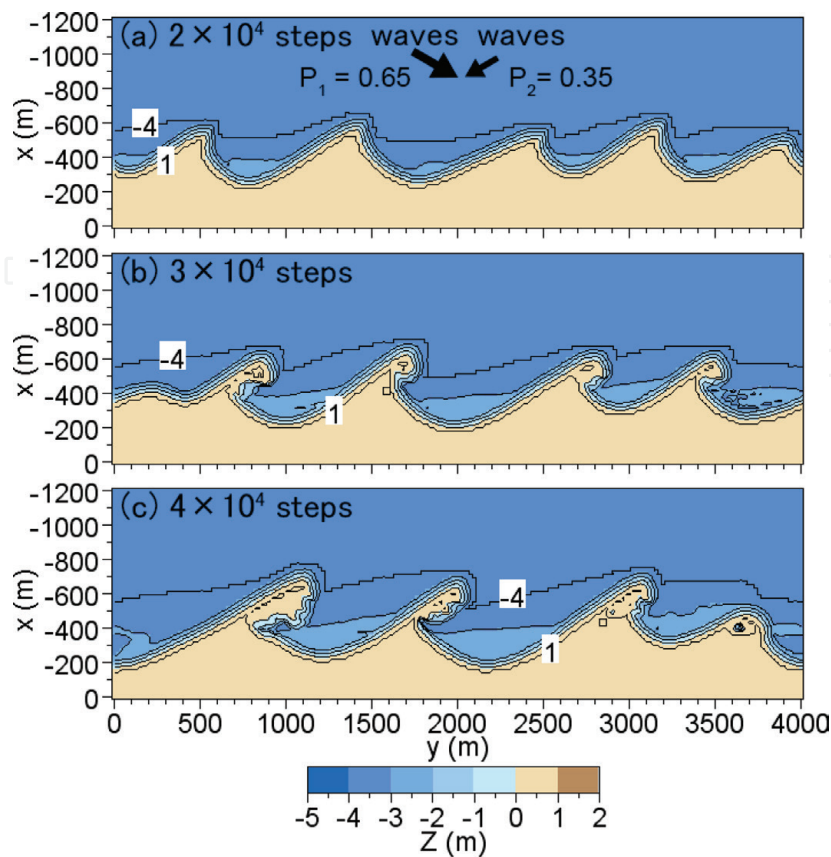 (a) 2×10⁴ steps waves waves
P₁ = 0.65 P₂ = 0.35
-1200
-1000
-800
-600
-400
-200
0
x (m)
-4
1
(b) 3×10⁴ steps
-1200
-1000
-800
-600
-400
-200
0
x (m)
-4
1
(c) 4×10⁴ steps
-1200
-1000
-800
-600
-400
-200
0
x (m)
-4
1
0 500 1000 1500 2000 2500 3000 3500 4000
y (m)
-5 -4 -3 -2 -1 0 1 2
Z (m)